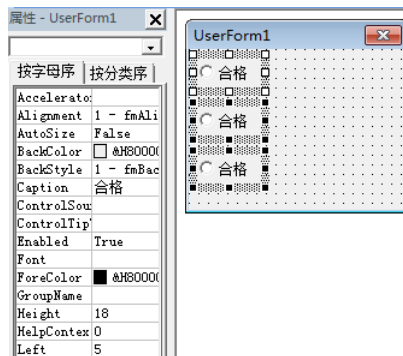 属性 - UserForm1
按字母序 按分类序
Accelerato
Alignment 1 - fmAli
AutoSize False
BackColor &H8000
BackStyle 1 - fmBac
Caption 合格
ControlSou
ControlTip
Enabled True
Font
ForeColor &H8000
GroupName
Height 18
HelpContex 0
Left 5
UserForm1
合格
合格
合格